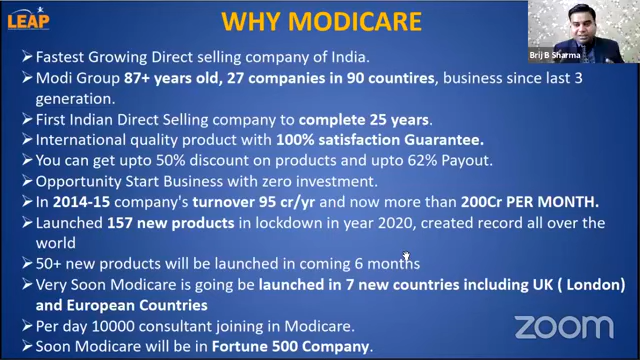 LEAP
WHY MODICARE
Brij B Sharma
➢Fastest Growing Direct selling company of India.
➢Modi Group 87+ years old, 27 companies in 90 countires, business since last 3
generation.
➢First Indian Direct Selling company to complete 25 years.
➢International quality product with 100% satisfaction Guarantee.
➢You can get upto 50% discount on products and upto 62% Payout.
➢Opportunity Start Business with zero investment.
➢In 2014-15 company's turnover 95 cr/yr and now more than 200Cr PER MONTH.
➢Launched 157 new products in lockdown in year 2020, created record all over the
world
➢50+ new products will be launched in coming 6 months
➢Very Soon Modicare is going be launched in 7 new countries including UK ( London)
and European Countries
➢Per day 10000 consultant joining in Modicare.
➢Soon Modicare will be in Fortune 500 Company.
zoom